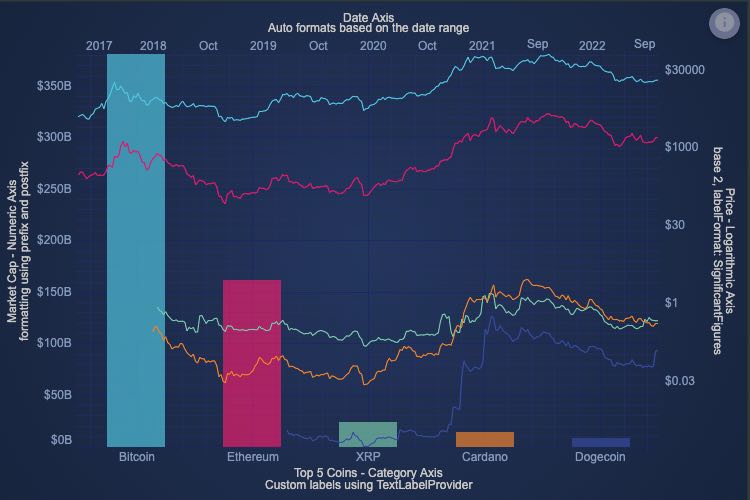 Date Axis
Auto formats based on the date range
2017 2018 Oct 2019 Oct 2020 Oct 2021 Sep 2022 Sep
i
$350B
$300B
$250B
$200B
$150B
$100B
$50B
$0B
Market Cap - Numeric Axis
formatting using prefix and postfix
$30000
$1000
$30
$1
$0.03
Price - Logarithmic Axis
base 2, labelFormat: SignificantFigures
Bitcoin Ethereum XRP Cardano Dogecoin
Top 5 Coins - Category Axis
Custom labels using TextLabelProvider